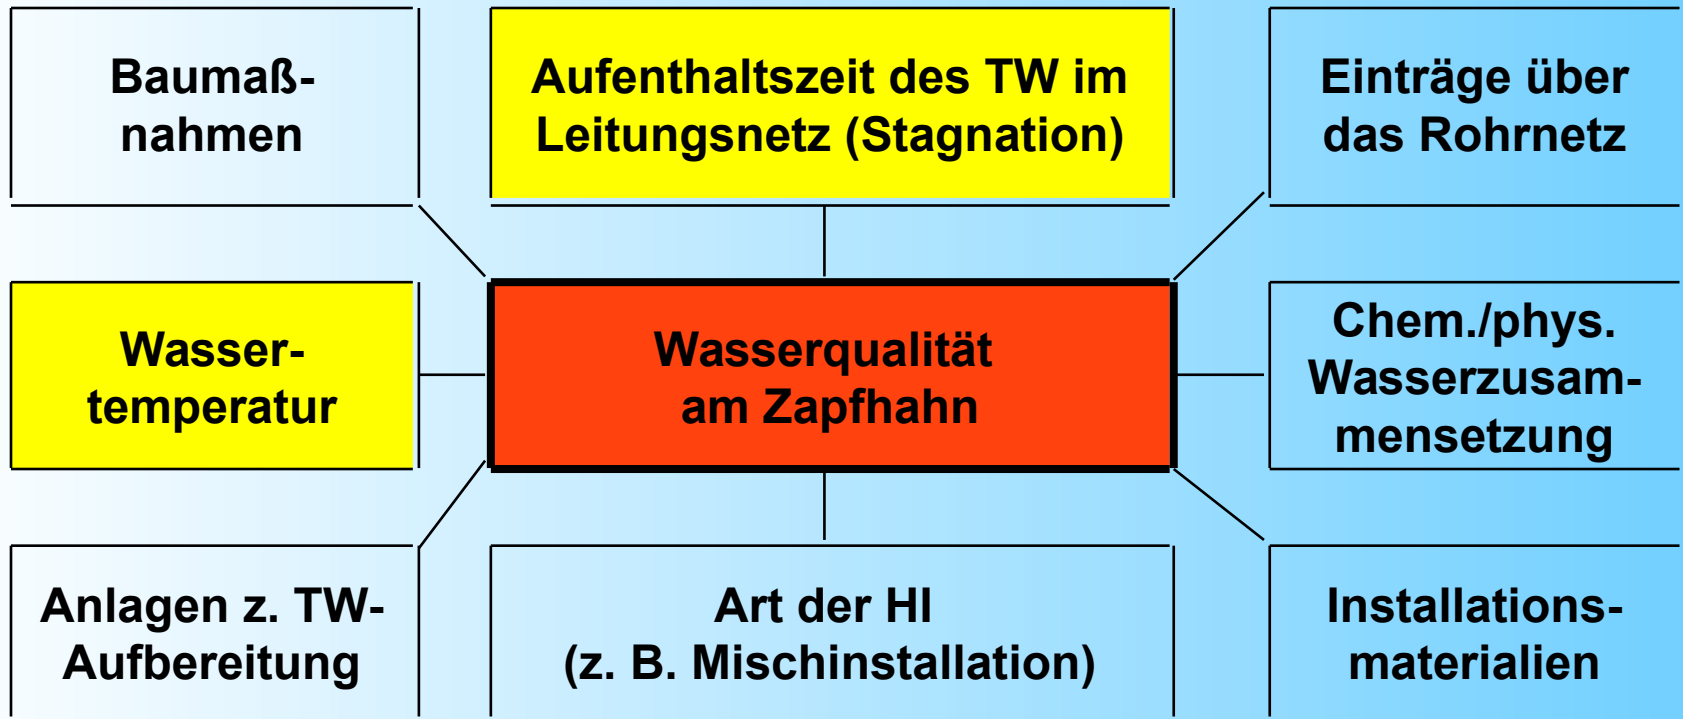 Baumaß-
nahmen
Aufenthaltszeit des TW im
Leitungsnetz (Stagnation)
Einträge über
das Rohrnetz
Wasser-
temperatur
Wasserqualität
am Zapfhahn
Chem./phys.
Wasserzusam-
mensetzung
Anlagen z. TW-
Aufbereitung
Art der HI
(z. B. Mischinstallation)
Installations-
materialien